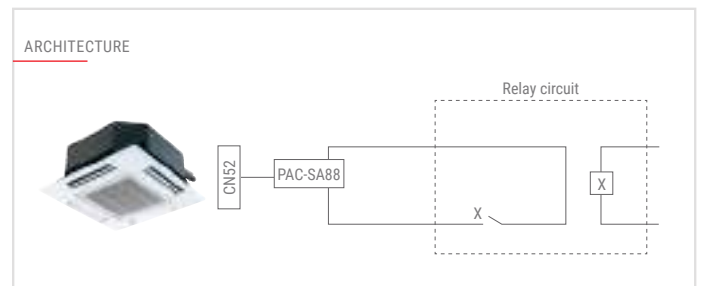 ARCHITECTURE
Relay circuit
CN52
PAC-SA88
X
X